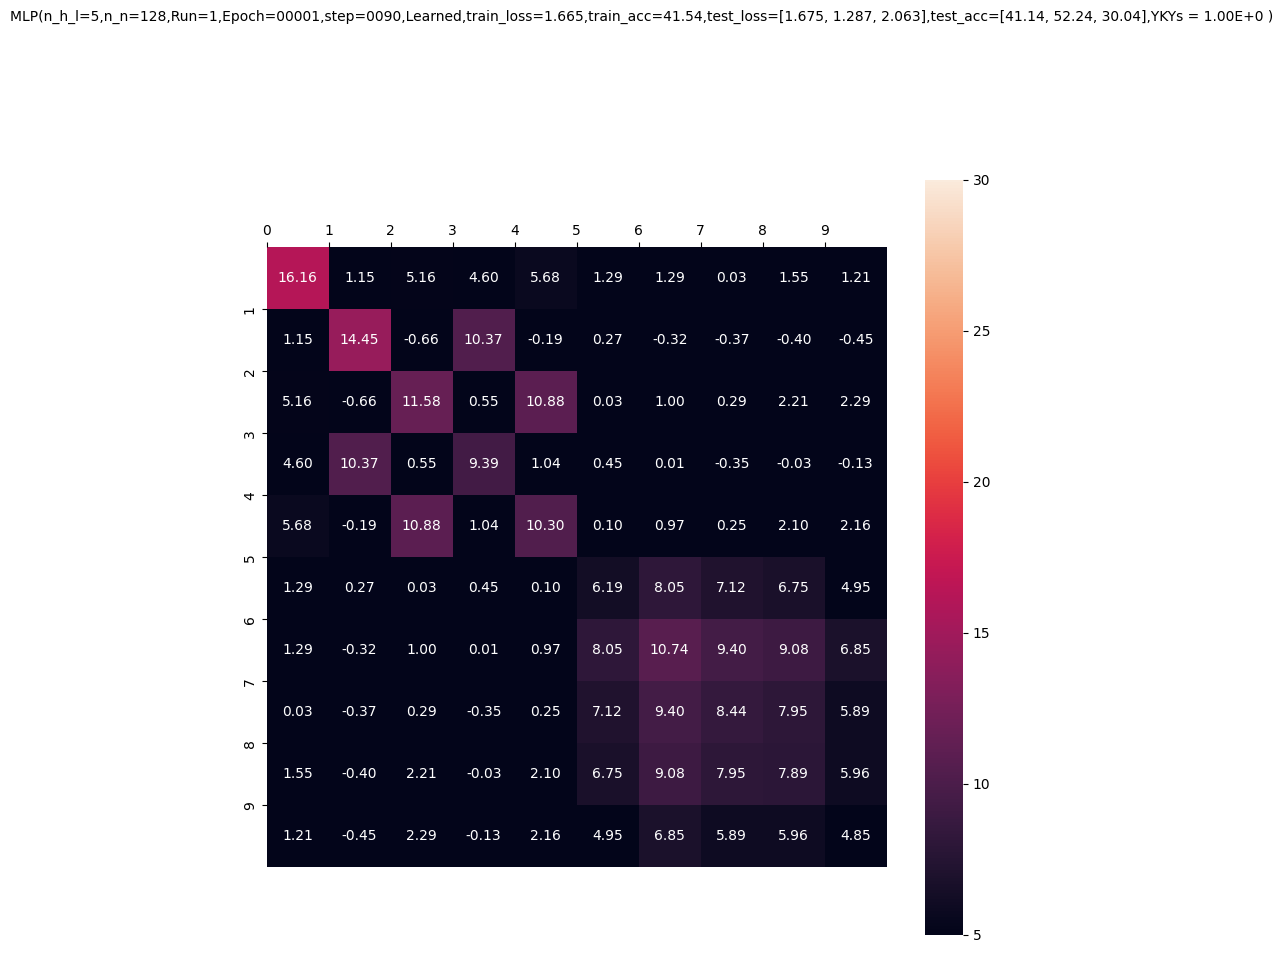 MLP(n_h_l=5,n_n=128,Run=1,Epoch=00001,step=0090,Learned,train_loss=1.665,train_acc=41.54,test_loss=[1.675, 1.287, 2.063],test_acc=[41.14, 52.24, 30.04],YKYs = 1.00E+0 )
0 1 2 3 4 5 6 7 8 9
16.16 1.15 5.16 4.60 5.68 1.29 1.29 0.03 1.55 1.21
1
1.15 14.45 -0.66 10.37 -0.19 0.27 -0.32 -0.37 -0.40 -0.45
2
5.16 -0.66 11.58 0.55 10.88 0.03 1.00 0.29 2.21 2.29
3
4.60 10.37 0.55 9.39 1.04 0.45 0.01 -0.35 -0.03 -0.13
4
5.68 -0.19 10.88 1.04 10.30 0.10 0.97 0.25 2.10 2.16
5
1.29 0.27 0.03 0.45 0.10 6.19 8.05 7.12 6.75 4.95
6
1.29 -0.32 1.00 0.01 0.97 8.05 10.74 9.40 9.08 6.85
7
0.03 -0.37 0.29 -0.35 0.25 7.12 9.40 8.44 7.95 5.89
8
1.55 -0.40 2.21 -0.03 2.10 6.75 9.08 7.95 7.89 5.96
9
1.21 -0.45 2.29 -0.13 2.16 4.95 6.85 5.89 5.96 4.85
30
25
20
15
10
5